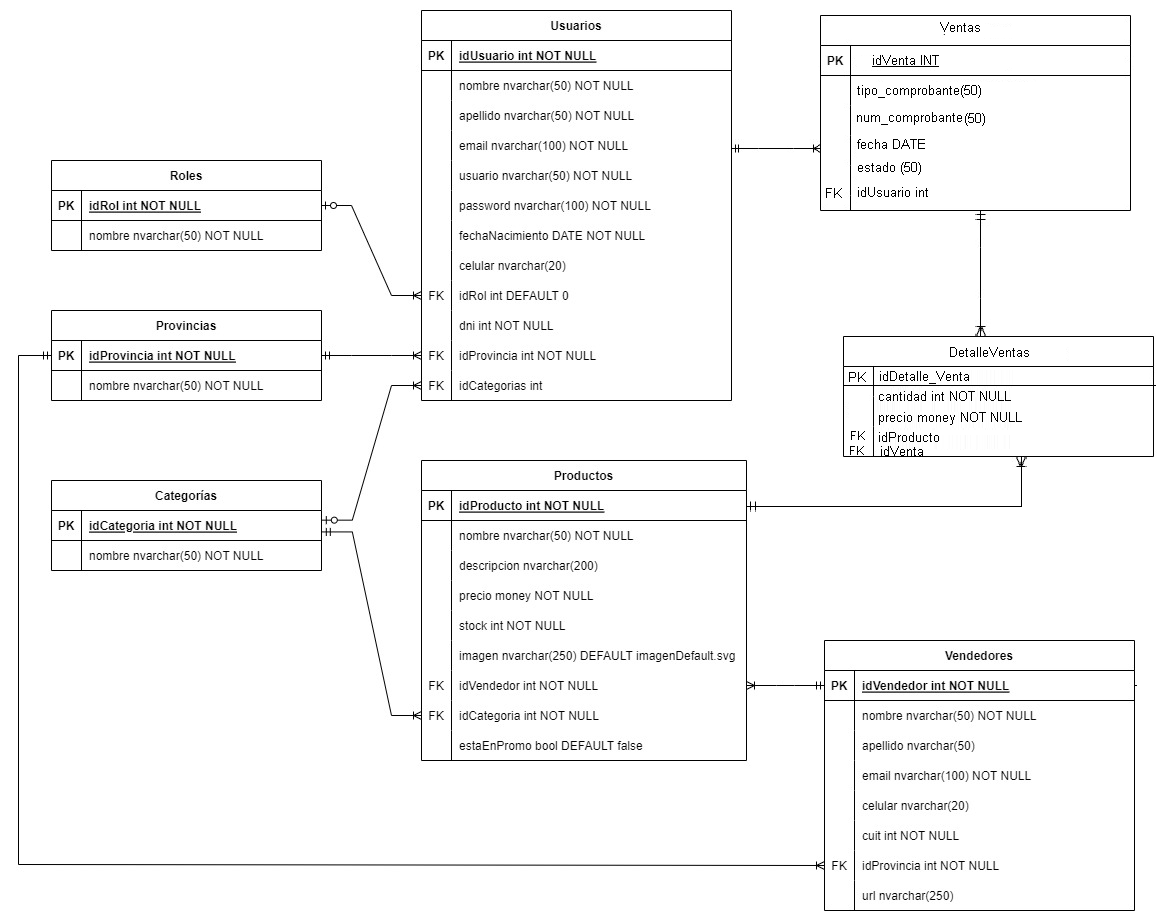 Usuarios
PK idUsuario int NOT NULL
nombre nvarchar(50) NOT NULL
apellido nvarchar(50) NOT NULL
email nvarchar(100) NOT NULL
usuario nvarchar(50) NOT NULL
password nvarchar(100) NOT NULL
fechaNacimiento DATE NOT NULL
celular nvarchar(20)
FK idRol int DEFAULT 0
dni int NOT NULL
FK idProvincia int NOT NULL
FK idCategorias int
Ventas
PK idVenta INT
tipo_comprobante(50)
num_comprobante(50)
fecha DATE
estado (50)
FK idUsuario int
Roles
PK idRol int NOT NULL
nombre nvarchar(50) NOT NULL
Provincias
PK idProvincia int NOT NULL
nombre nvarchar(50) NOT NULL
DetalleVentas
PK idDetalle_Venta
cantidad int NOT NULL
precio money NOT NULL
FK idProducto
FK idVenta
Categorías
PK idCategoria int NOT NULL
nombre nvarchar(50) NOT NULL
Productos
PK idProducto int NOT NULL
nombre nvarchar(50) NOT NULL
descripcion nvarchar(200)
precio money NOT NULL
stock int NOT NULL
imagen nvarchar(250) DEFAULT imagenDefault.svg
FK idVendedor int NOT NULL
FK idCategoria int NOT NULL
estaEnPromo bool DEFAULT false
Vendedores
PK idVendedor int NOT NULL
nombre nvarchar(50) NOT NULL
apellido nvarchar(50)
email nvarchar(100) NOT NULL
celular nvarchar(20)
cuit int NOT NULL
FK idProvincia int NOT NULL
url nvarchar(250)